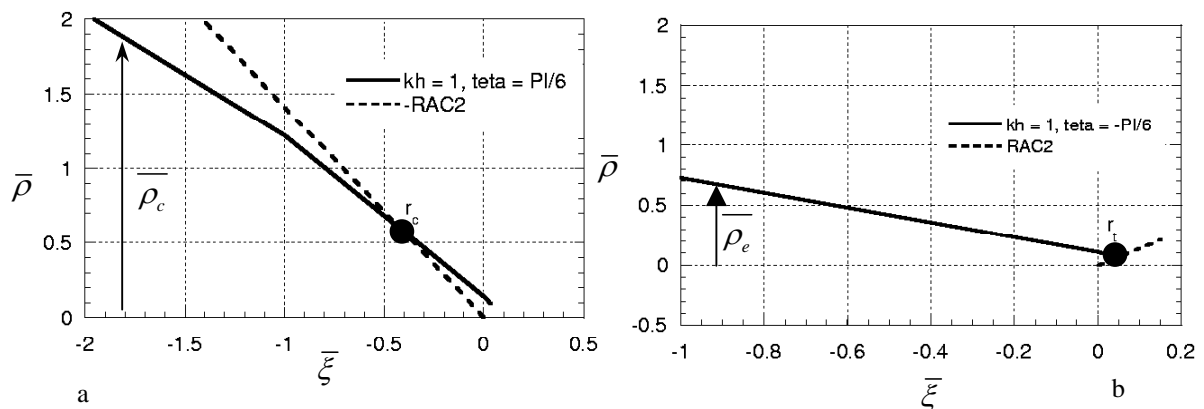 2
1.5
1
0.5
0
-2
-1.5
-1
-0.5
0
0.5
kh = 1, teta = PI/6
-RAC2
ρ̄
ρ̄_c
r_c
ξ̄
a
2
1.5
1
0.5
0
-0.5
-1
-0.8
-0.6
-0.4
-0.2
0
0.2
kh = 1, teta = -PI/6
RAC2
ρ̄
ρ̄_e
r_t
ξ̄
b